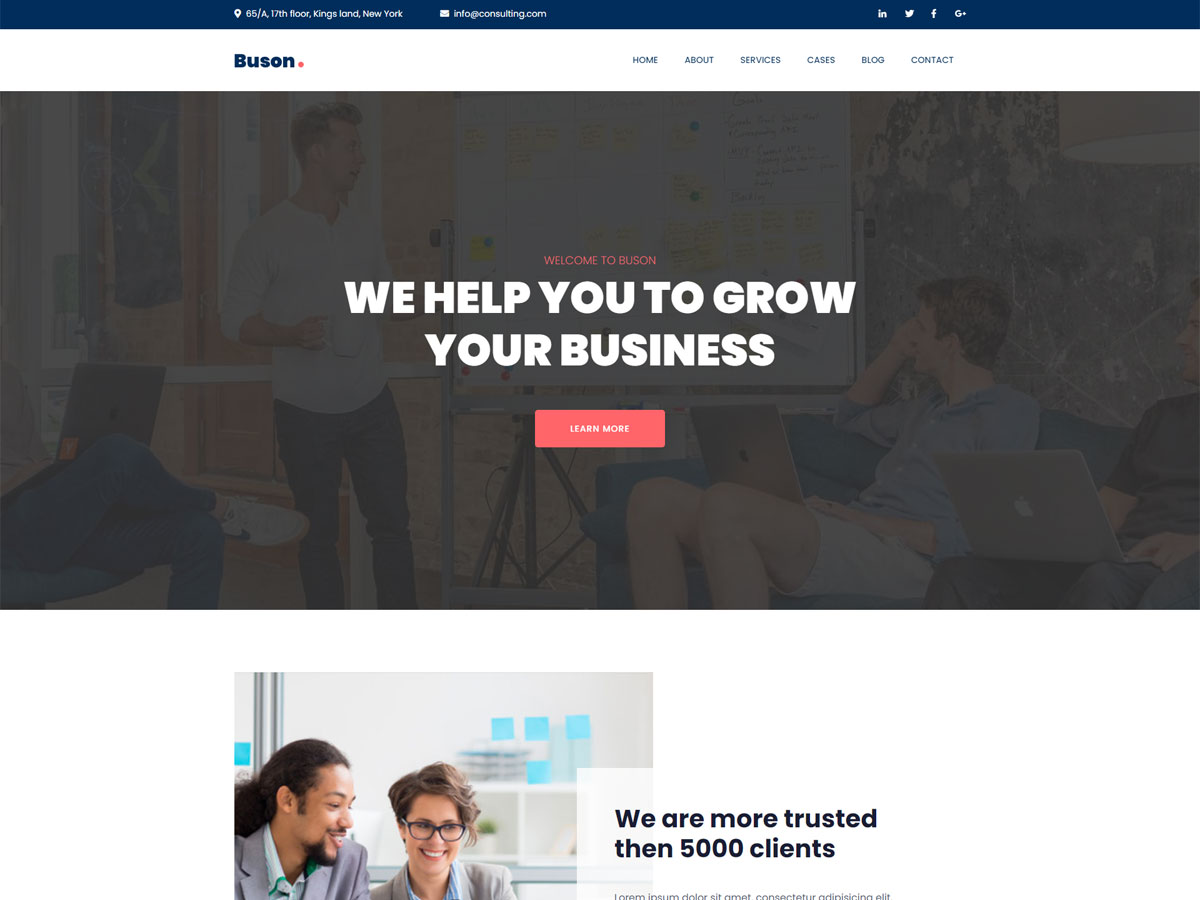 65/A, 17th floor, Kings land, New York
info@consulting.com
Buson.
HOME ABOUT SERVICES CASES BLOG CONTACT
Goals
Backlog
WELCOME TO BUSON
WE HELP YOU TO GROW
YOUR BUSINESS
LEARN MORE
We are more trusted
then 5000 clients
Lorem ipsum dolor sit amet, consectetur adipisicing elit,